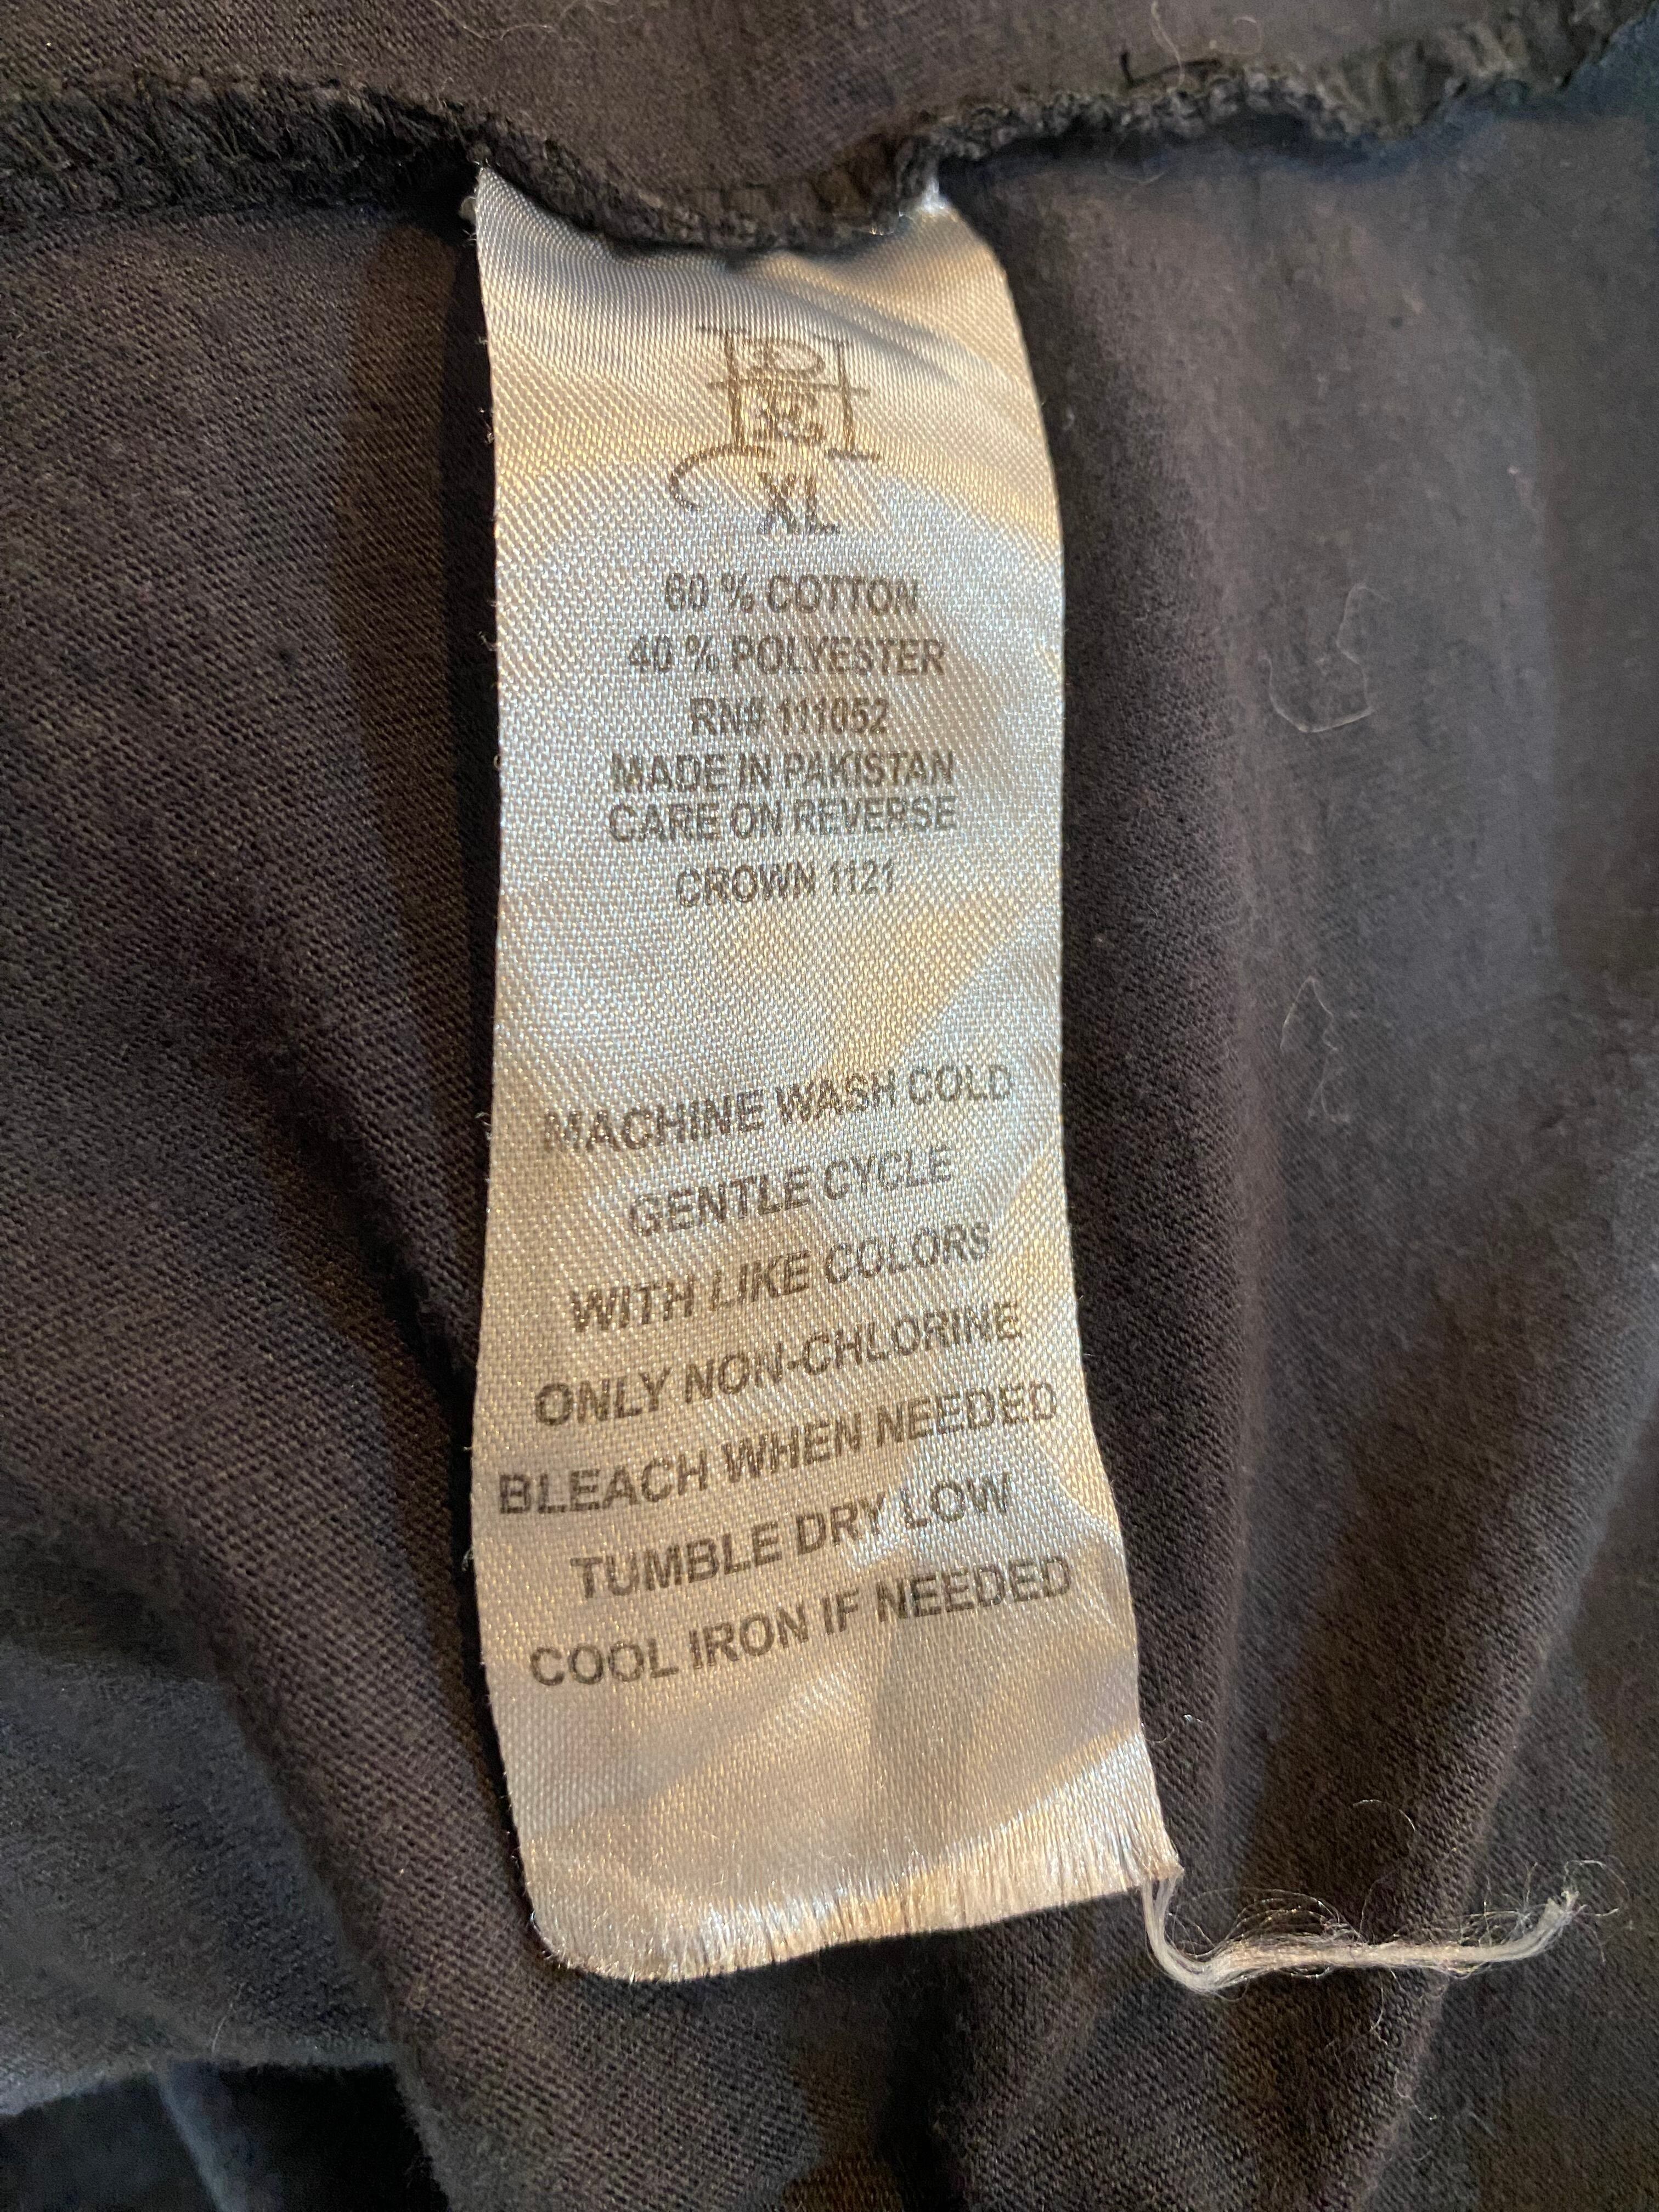 XL
60 % COTTON
40 % POLYESTER
RN# 111052
MADE IN PAKISTAN
CARE ON REVERSE
CROWN 1121
MACHINE WASH COLD
GENTLE CYCLE
WITH LIKE COLORS
ONLY NON-CHLORINE
BLEACH WHEN NEEDED
TUMBLE DRY LOW
COOL IRON IF NEEDED